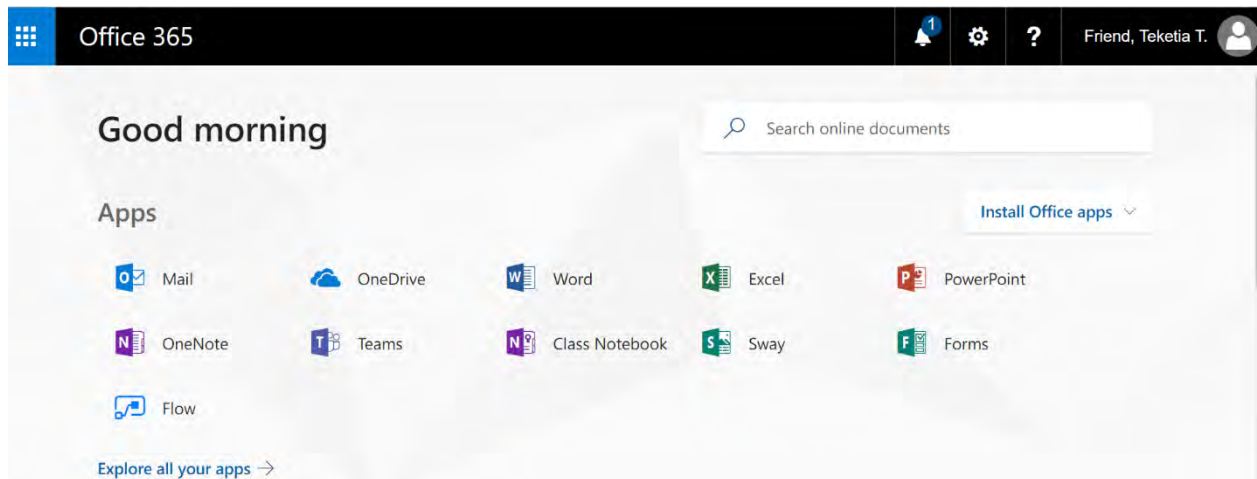 Office 365 1 ? Friend, Teketia T.
Good morning Search online documents
Apps Install Office apps
Mail OneDrive Word Excel PowerPoint
OneNote Teams Class Notebook Sway Forms
Flow
Explore all your apps →